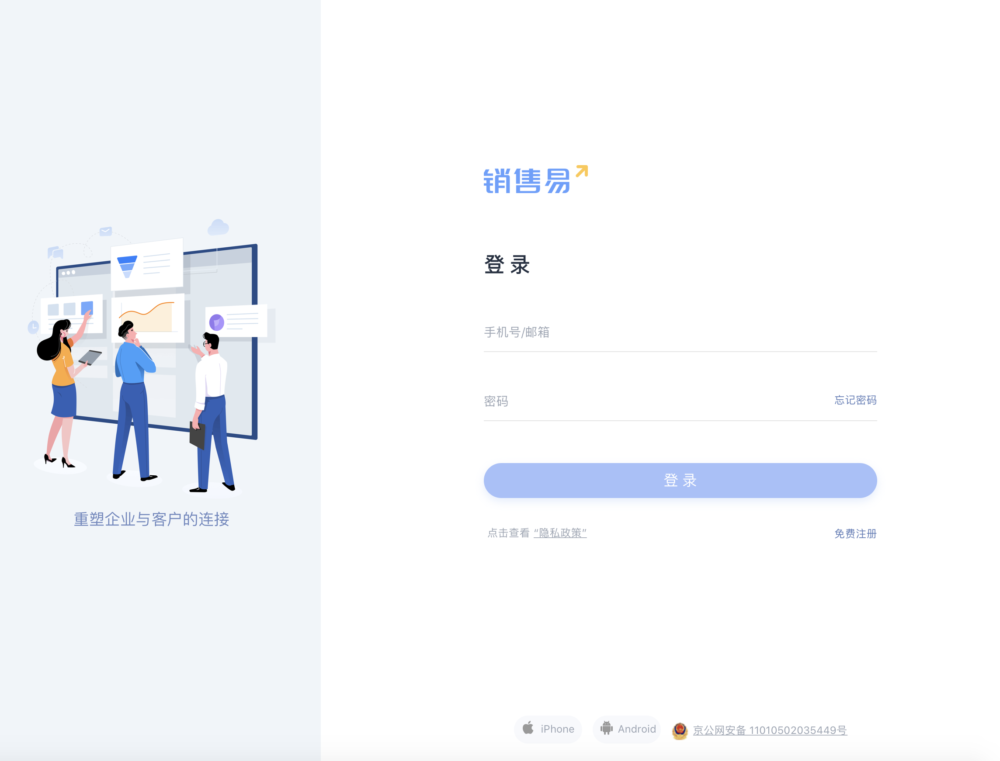 重塑企业与客户的连接
销售易
登 录
手机号/邮箱
密码
忘记密码
登 录
点击查看 “隐私政策”
免费注册
iPhone
Android
京公网安备 11010502035449号